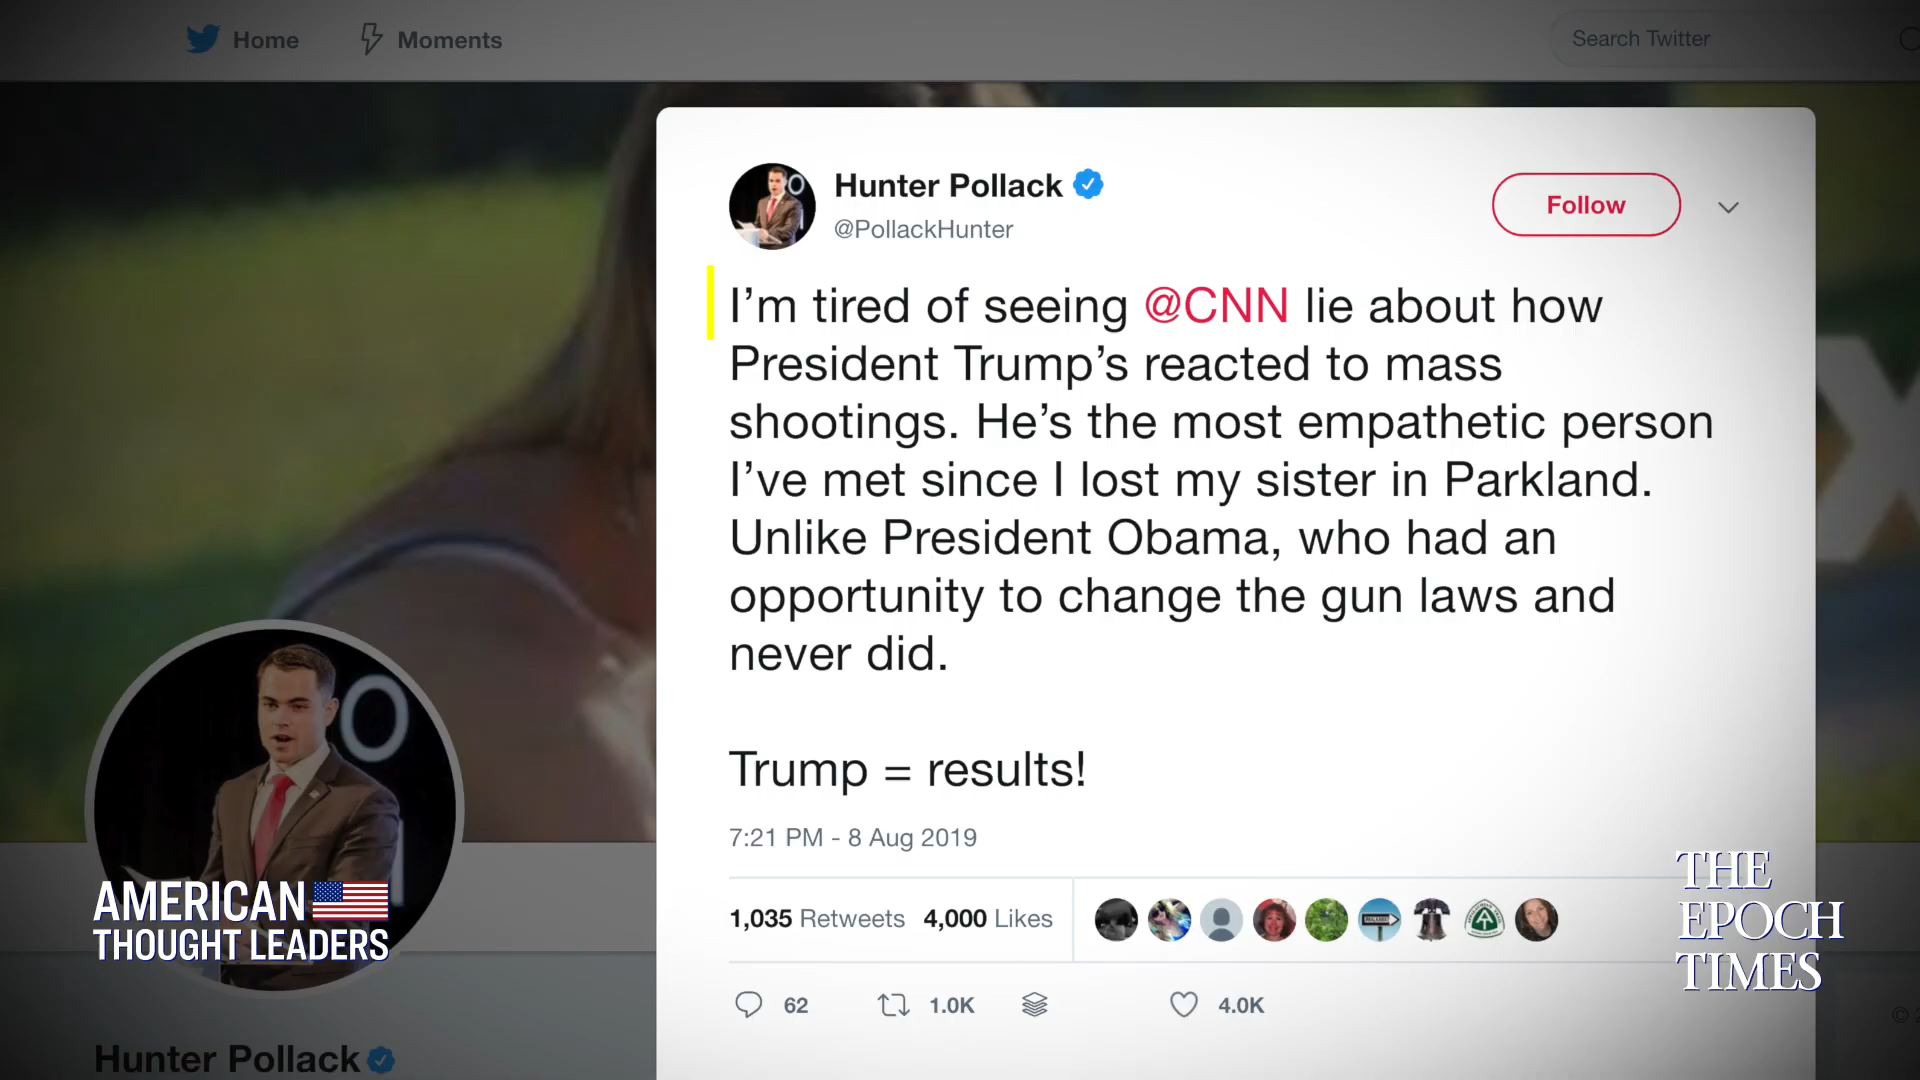 Home Moments Search Twitter
Hunter Pollack
@PollackHunter
Follow
I’m tired of seeing @CNN lie about how
President Trump’s reacted to mass
shootings. He’s the most empathetic person
I’ve met since I lost my sister in Parkland.
Unlike President Obama, who had an
opportunity to change the gun laws and
never did.
Trump = results!
7:21 PM - 8 Aug 2019
1,035 Retweets 4,000 Likes
62 1.0K 4.0K
AMERICAN
THOUGHT LEADERS
THE
EPOCH
TIMES
Hunter Pollack